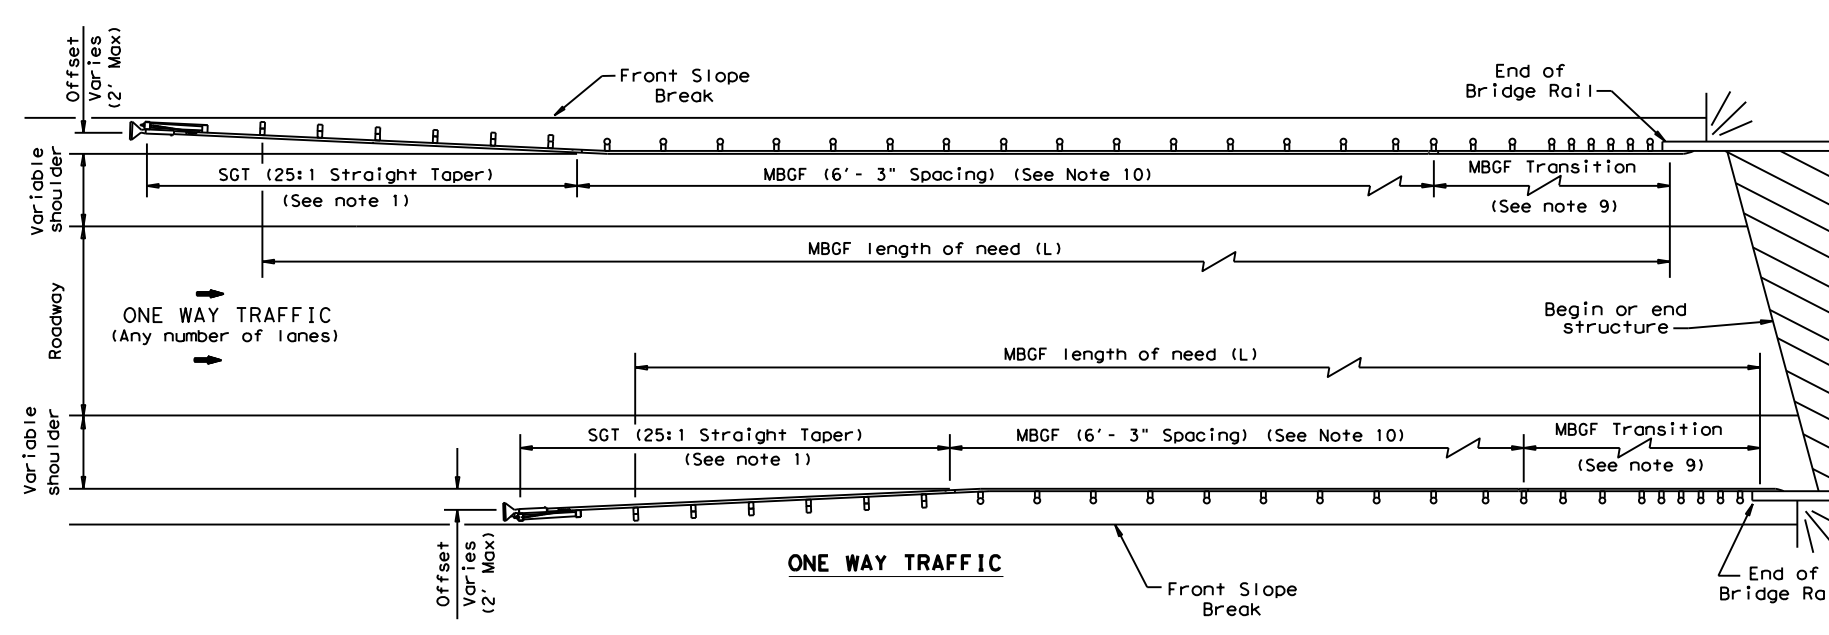 Offset
Varies
(2' Max)
Front Slope
Break
End of
Bridge Rail
Variable
shoulder
SGT (25:1 Straight Taper)
(See note 1)
MBGF (6'- 3" Spacing) (See Note 10)
MBGF Transition
(See note 9)
MBGF length of need (L)
Roadway
ONE WAY TRAFFIC
(Any number of lanes)
Begin or end
structure
MBGF length of need (L)
Variable
shoulder
SGT (25:1 Straight Taper)
(See note 1)
MBGF (6'- 3" Spacing) (See Note 10)
MBGF Transition
(See note 9)
Offset
Varies
(2' Max)
ONE WAY TRAFFIC
Front Slope
Break
End of
Bridge Ra